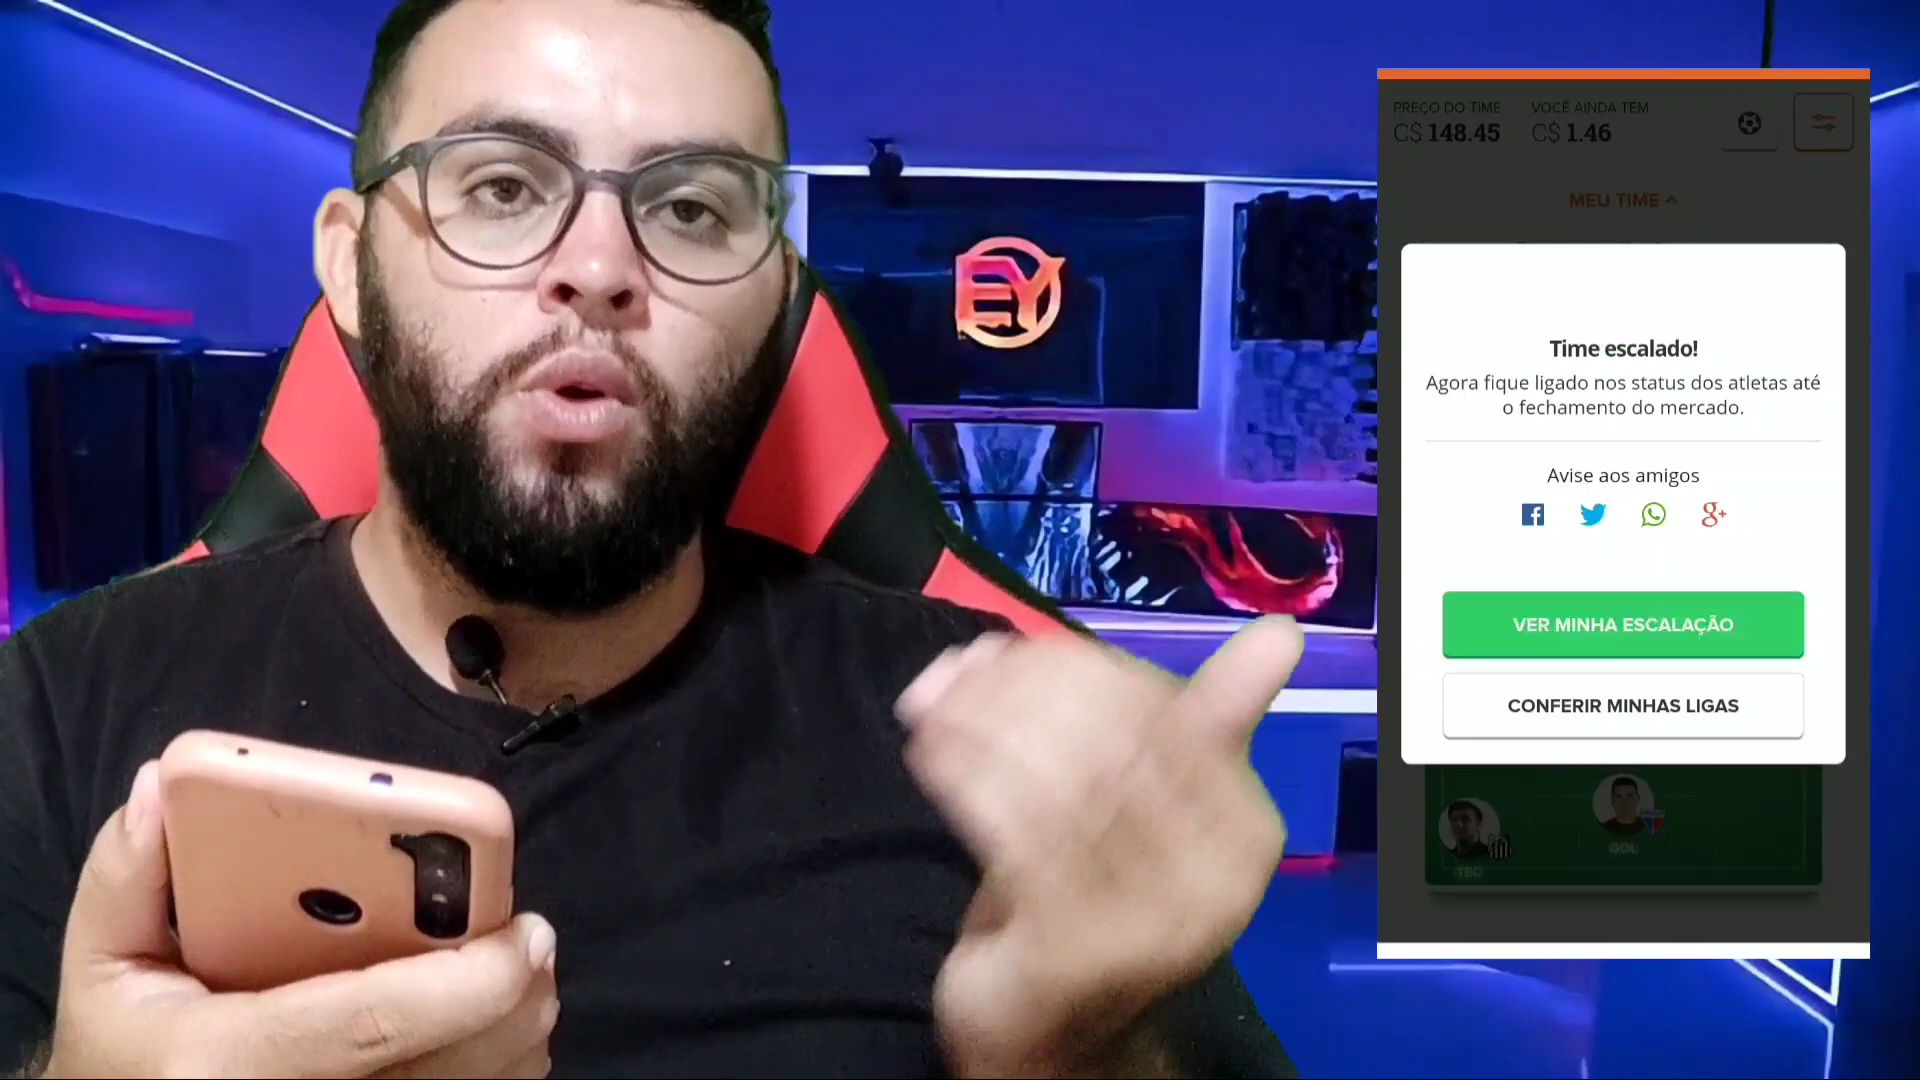 EY
PREÇO DO TIME
C$ 148.45
VOCÊ AINDA TEM
C$ 1.46
MEU TIME
Time escalado!
Agora fique ligado nos status dos atletas até
o fechamento do mercado.
Avise aos amigos
g+
VER MINHA ESCALAÇÃO
CONFERIR MINHAS LIGAS
GOL
TEC